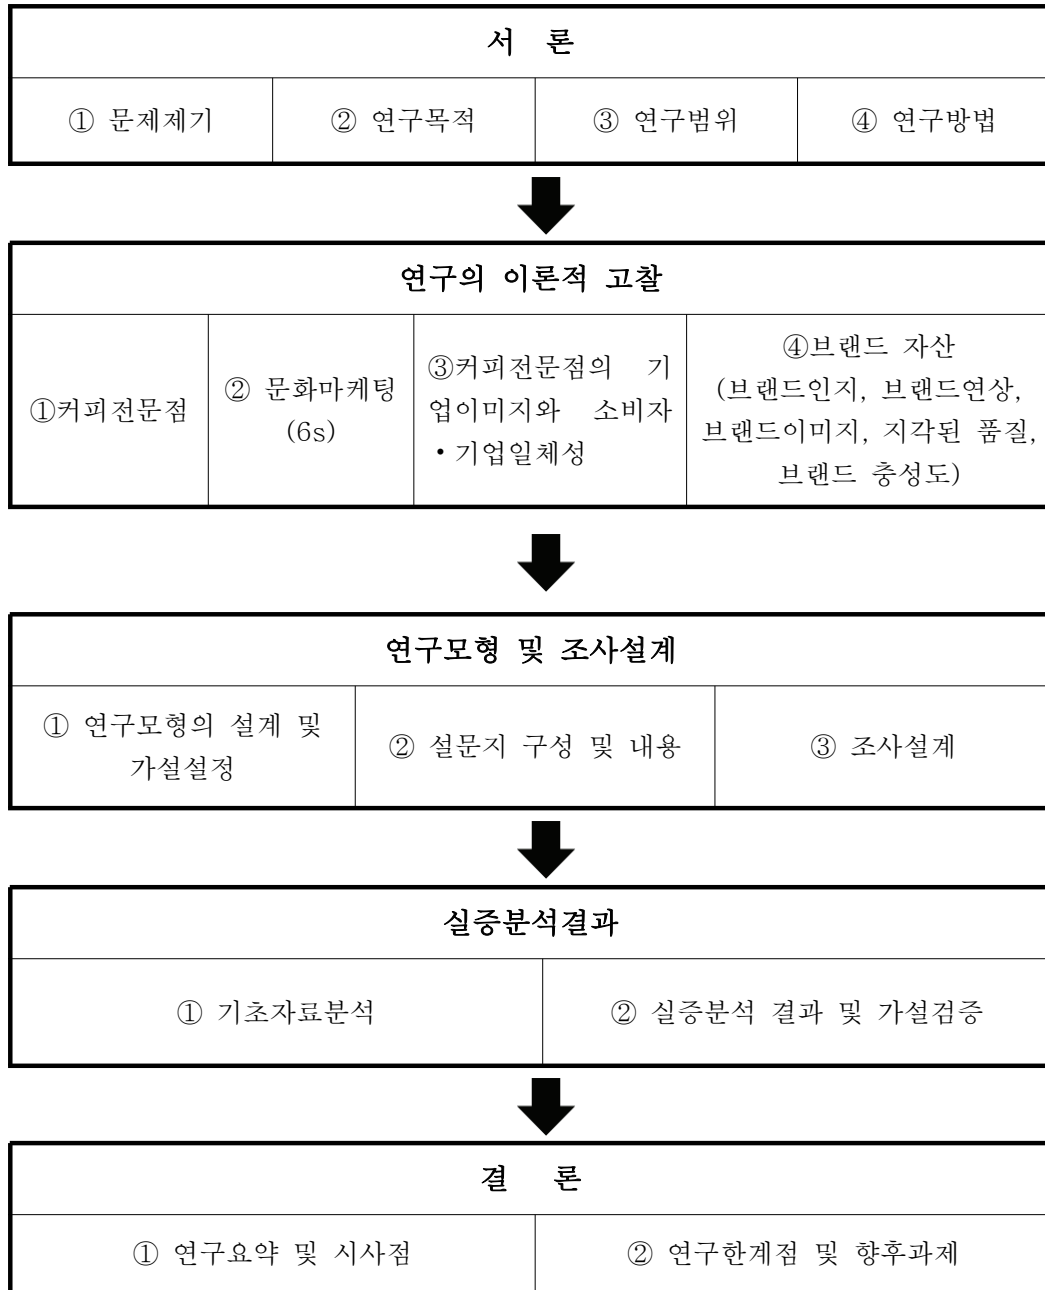 서 론
① 문제제기
② 연구목적
③ 연구범위
④ 연구방법
연구의 이론적 고찰
①커피전문점
② 문화마케팅
(6s)
③커피전문점의 기
업이미지와 소비자
・기업일체성
④브랜드 자산
(브랜드인지, 브랜드연상,
브랜드이미지, 지각된 품질,
브랜드 충성도)
연구모형 및 조사설계
① 연구모형의 설계 및
가설설정
② 설문지 구성 및 내용
③ 조사설계
실증분석결과
① 기초자료분석
② 실증분석 결과 및 가설검증
결 론
① 연구요약 및 시사점
② 연구한계점 및 향후과제